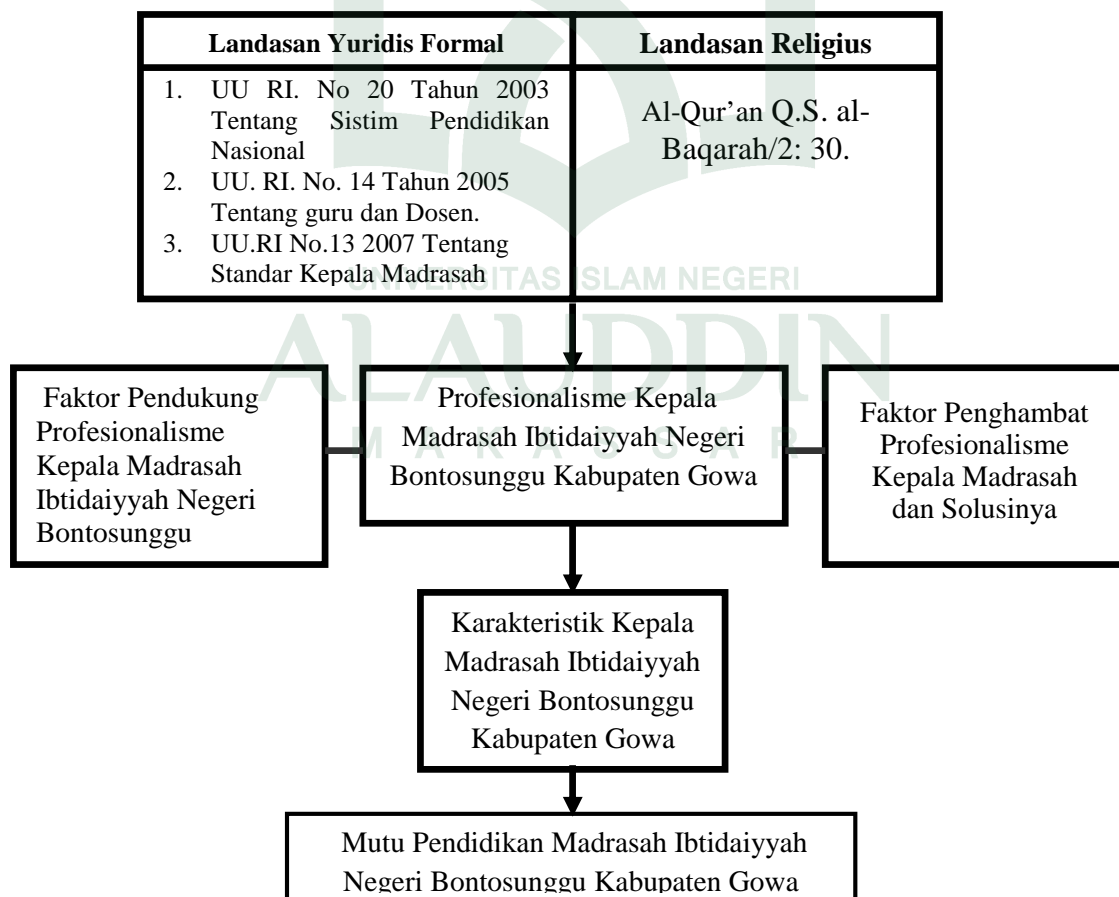 Landasan Yuridis Formal
Landasan Religius
1. UU RI. No 20 Tahun 2003
Tentang Sistim Pendidikan
Nasional
2. UU. RI. No. 14 Tahun 2005
Tentang guru dan Dosen.
3. UU.RI No.13 2007 Tentang
Standar Kepala Madrasah
Al-Qur’an Q.S. al-
Baqarah/2: 30.
UNIVERSITAS ISLAM NEGERI
ALAUDDIN
MAKASSAR
Faktor Pendukung
Profesionalisme
Kepala Madrasah
Ibtidaiyyah Negeri
Bontosunggu
Profesionalisme Kepala
Madrasah Ibtidaiyyah Negeri
Bontosunggu Kabupaten Gowa
Faktor Penghambat
Profesionalisme
Kepala Madrasah
dan Solusinya
Karakteristik Kepala
Madrasah Ibtidaiyyah
Negeri Bontosunggu
Kabupaten Gowa
Mutu Pendidikan Madrasah Ibtidaiyyah
Negeri Bontosunggu Kabupaten Gowa